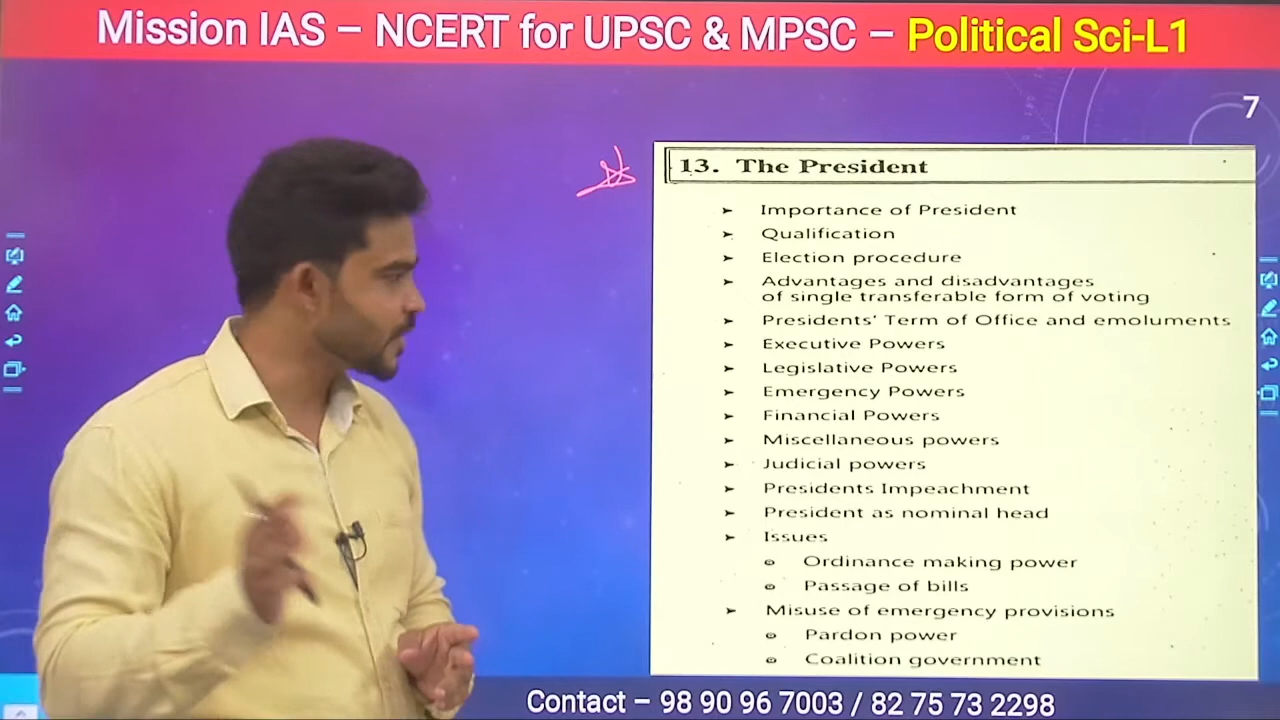 Mission IAS – NCERT for UPSC & MPSC – Political Sci-L1
7
13. The President
➤ Importance of President
➤ Qualification
➤ Election procedure
➤ Advantages and disadvantages
of single transferable form of voting
➤ Presidents' Term of Office and emoluments
➤ Executive Powers
➤ Legislative Powers
➤ Emergency Powers
➤ Financial Powers
➤ Miscellaneous powers
➤ Judicial powers
➤ Presidents Impeachment
➤ President as nominal head
➤ Issues
Ordinance making power
Passage of bills
➤ Misuse of emergency provisions
Pardon power
Coalition government
Contact – 98 90 96 7003 / 82 75 73 2298